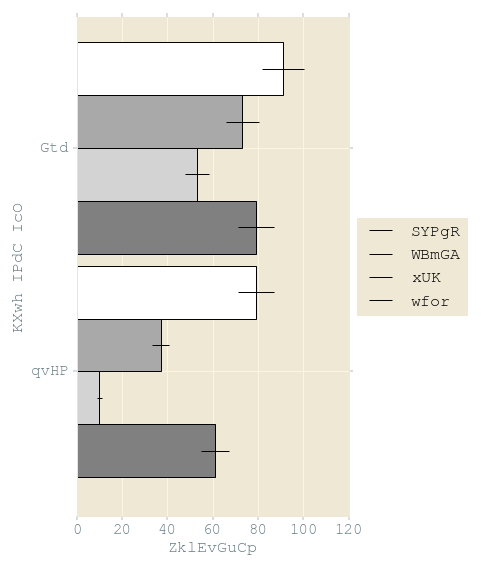 Gtd
qvHP
KXwh IPdC IcO
0 20 40 60 80 100 120
ZklEvGuCp
SYPgR
WBmGA
xUK
wfor